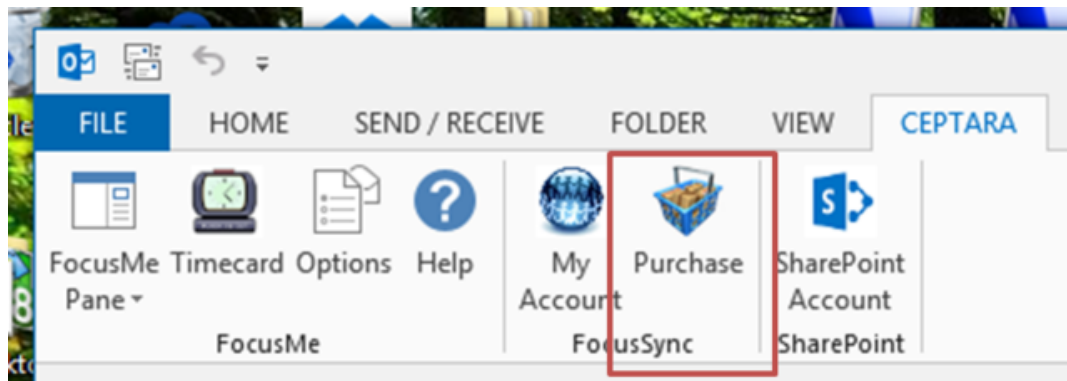 FILE HOME SEND / RECEIVE FOLDER VIEW CEPTARA
FocusMe Timecard Options Help My Purchase SharePoint
Pane Account Account
FocusMe FocusSync SharePoint